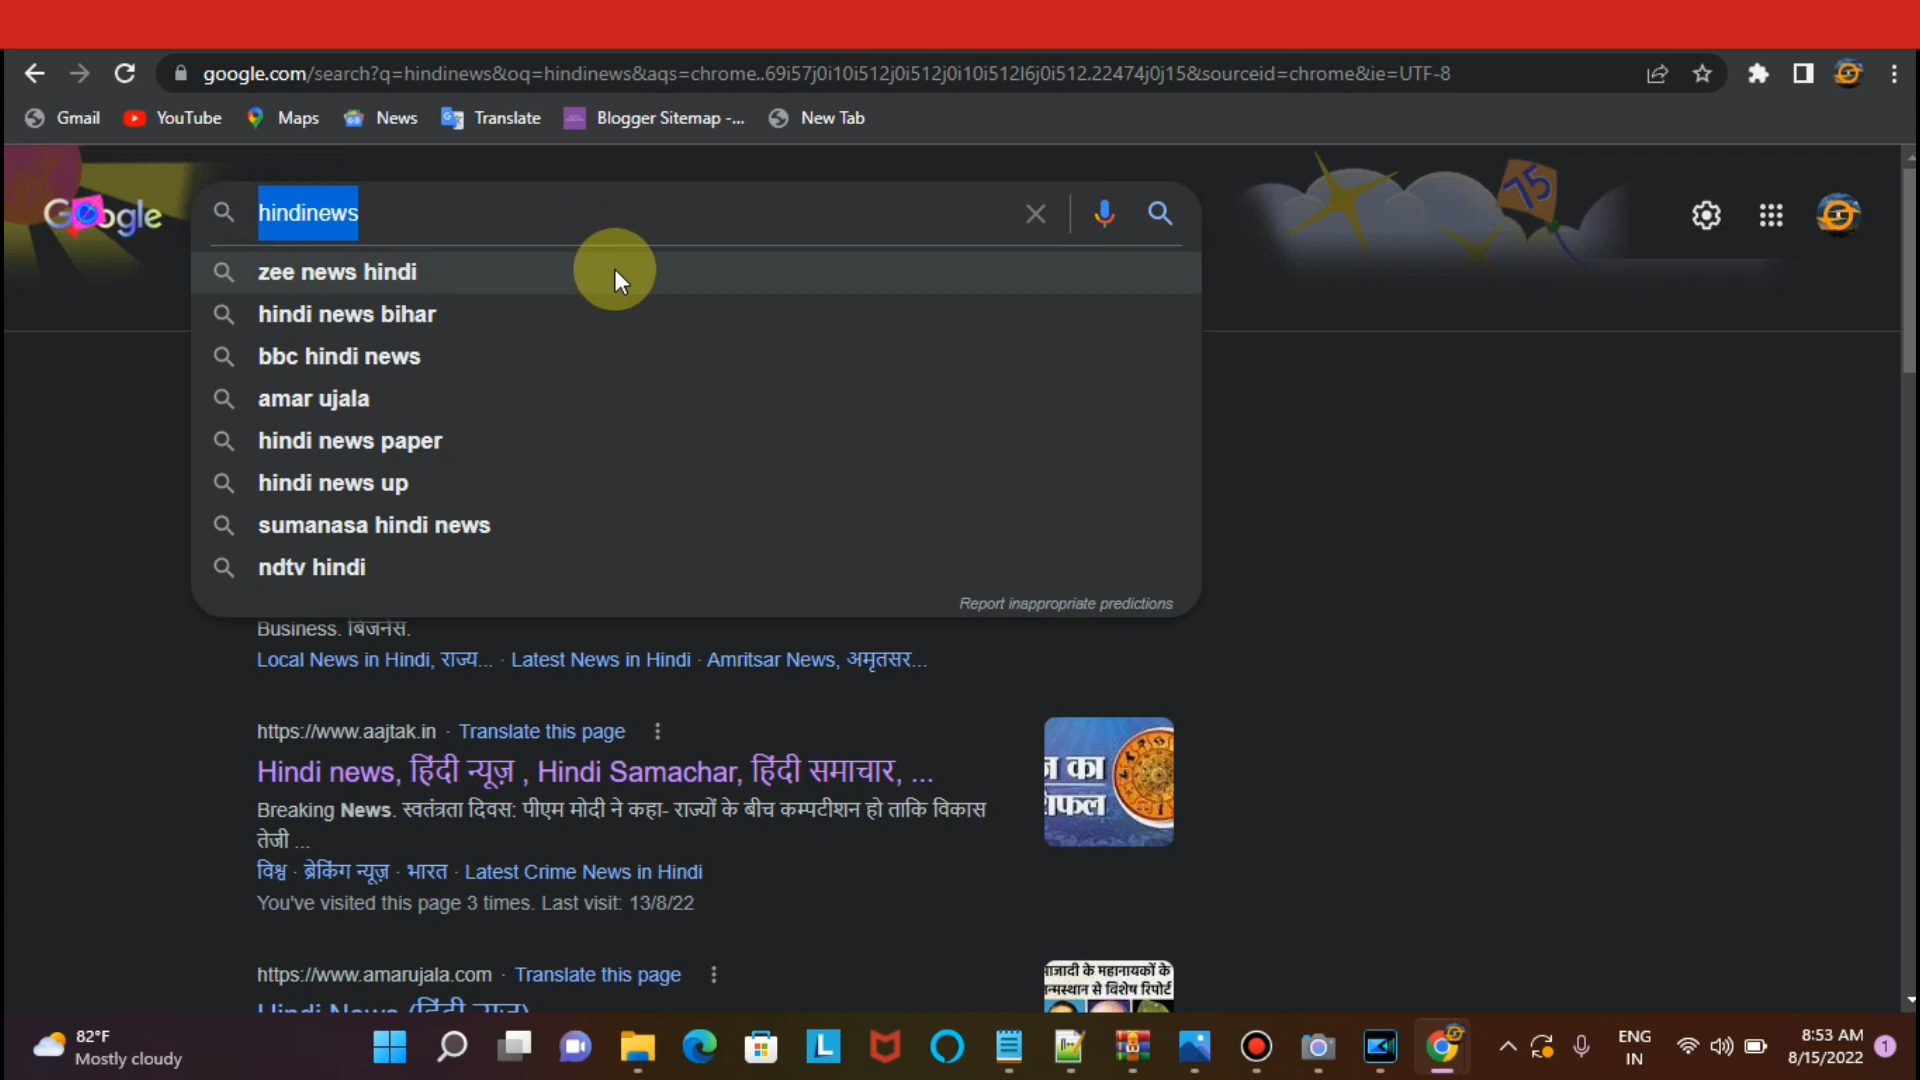 google.com/search?q=hindinews&oq=hindinews&aqs=chrome..69i57j0i10i512j0i512j0i10i512l6j0i512.22474j0j15&sourceid=chrome&ie=UTF-8
Gmail YouTube Maps News Translate Blogger Sitemap -... New Tab
Google
hindinews
75
zee news hindi
hindi news bihar
bbc hindi news
amar ujala
hindi news paper
hindi news up
sumanasa hindi news
ndtv hindi
Report inappropriate predictions
Business. बिजनेस.
Local News in Hindi, राज्य... · Latest News in Hindi · Amritsar News, अमृतसर...
https://www.aajtak.in · Translate this page
Hindi news, हिंदी न्यूज़ , Hindi Samachar, हिंदी समाचार, ...
Breaking News. स्वतंत्रता दिवस: पीएम मोदी ने कहा- राज्यों के बीच कम्पटीशन हो ताकि विकास
तेजी ...
विश्व · ब्रेकिंग न्यूज़ · भारत · Latest Crime News in Hindi
You've visited this page 3 times. Last visit: 13/8/22
का
https://www.amarujala.com · Translate this page
Hindi News (हिंदी न्यूज़)
के महानायकों के
से विशेष रिपोर्ट
82°F
Mostly cloudy
ENG
IN
8:53 AM
8/15/2022
1